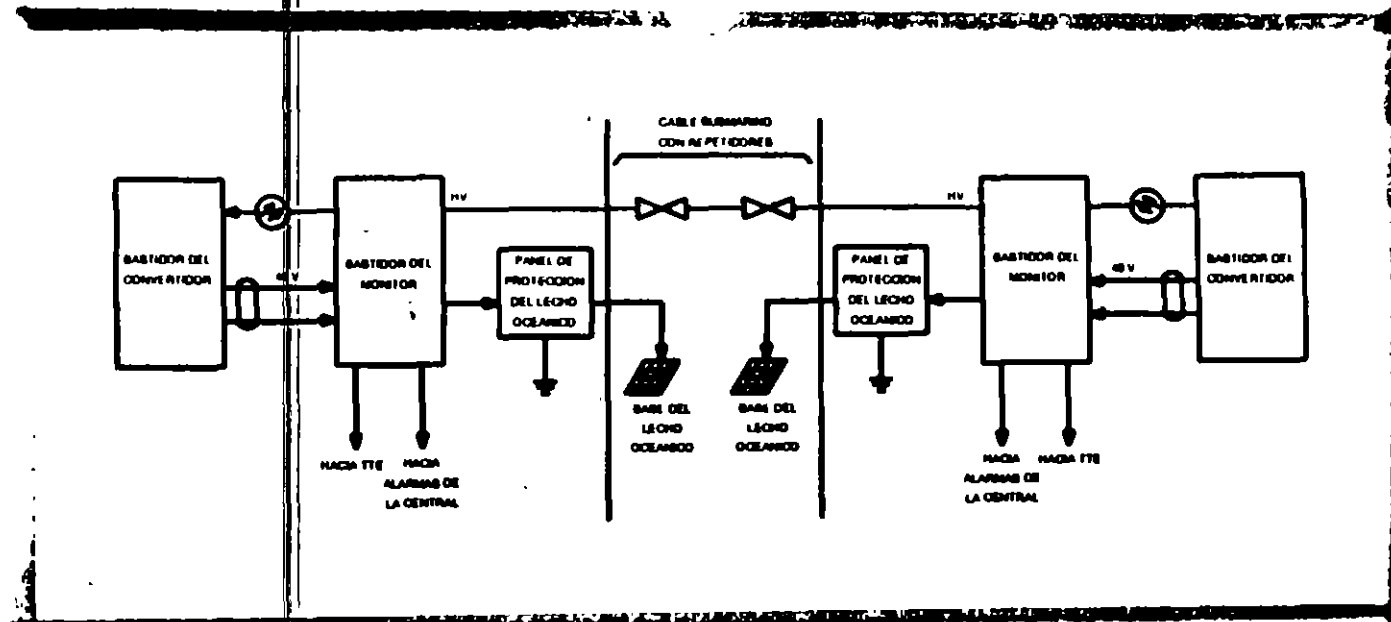 CABLE SUBMARINO
CON REPETIDORES
BASTIDOR DEL
CONVERTIDOR
48 V
BASTIDOR DEL
MONITOR
HV
PANEL DE
PROTECCION
DEL LECHO
OCEANICO
HACIA TTE
HACIA
ALARMAS DE
LA CENTRAL
BASE DEL
LECHO
OCEANICO
BASE DEL
LECHO
OCEANICO
PANEL DE
PROTECCION
DEL LECHO
OCEANICO
HV
BASTIDOR DEL
MONITOR
48 V
BASTIDOR DEL
CONVERTIDOR
HACIA
ALARMAS DE
LA CENTRAL
HACIA TTE